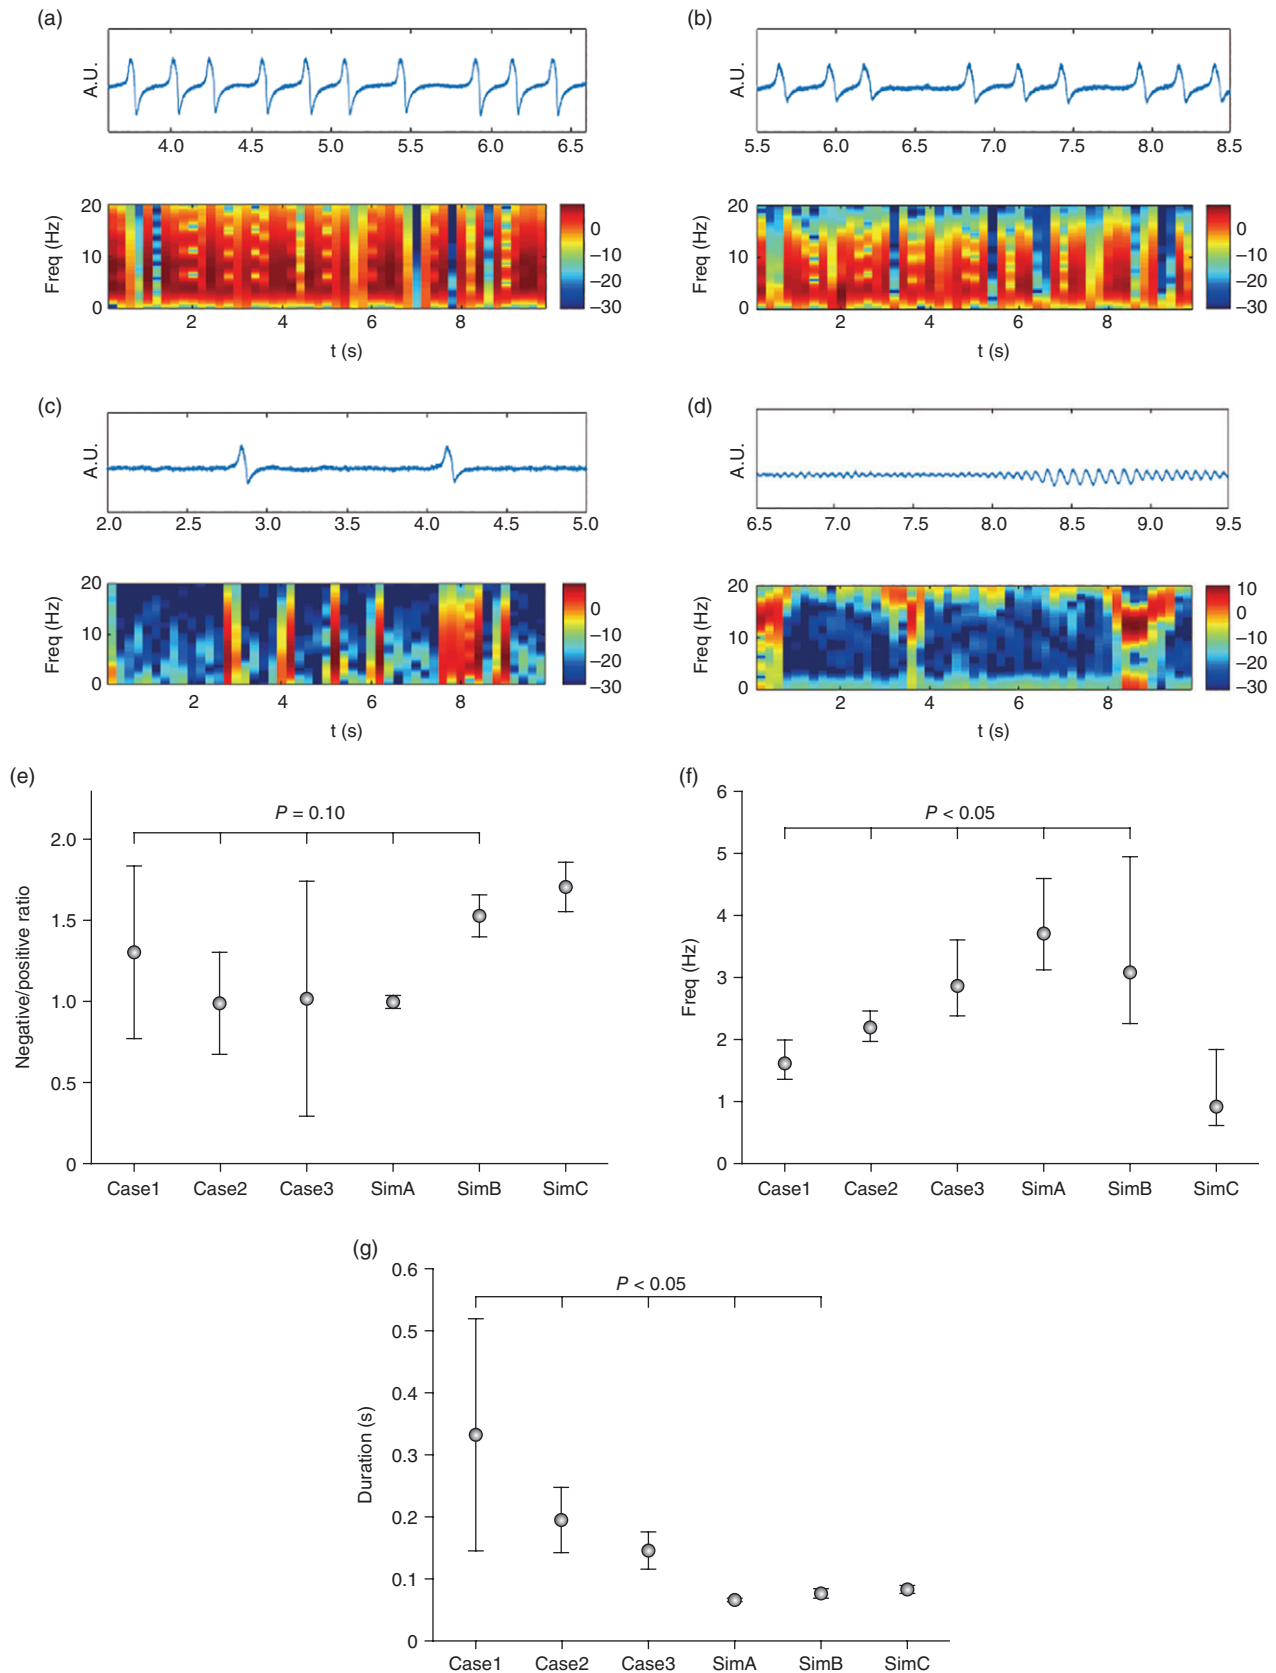 (a)
A.U.
4.0 4.5 5.0 5.5 6.0 6.5
Freq (Hz)
20
10
0
2 4 6 8
t (s)
0
−10
−20
−30
(b)
A.U.
5.5 6.0 6.5 7.0 7.5 8.0 8.5
Freq (Hz)
20
10
0
2 4 6 8
t (s)
0
−10
−20
−30
(c)
A.U.
2.0 2.5 3.0 3.5 4.0 4.5 5.0
Freq (Hz)
20
10
0
2 4 6 8
t (s)
0
−10
−20
−30
(d)
A.U.
6.5 7.0 7.5 8.0 8.5 9.0 9.5
Freq (Hz)
20
10
0
2 4 6 8
t (s)
10
0
−10
−20
−30
(e)
P = 0.10
Negative/positive ratio
2.0
1.5
1.0
0.5
0
Case1 Case2 Case3 SimA SimB SimC
(f)
P < 0.05
Freq (Hz)
6
5
4
3
2
1
0
Case1 Case2 Case3 SimA SimB SimC
(g)
P < 0.05
Duration (s)
0.6
0.5
0.4
0.3
0.2
0.1
0
Case1 Case2 Case3 SimA SimB SimC